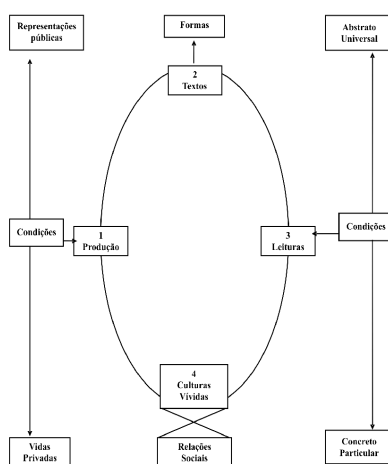 Representações
públicas
Formas
Abstrato
Universal
2
Textos
Condições
1
Produção
3
Leituras
Condições
4
Culturas
Vívidas
Vidas
Privadas
Relações
Sociais
Concreto
Particular